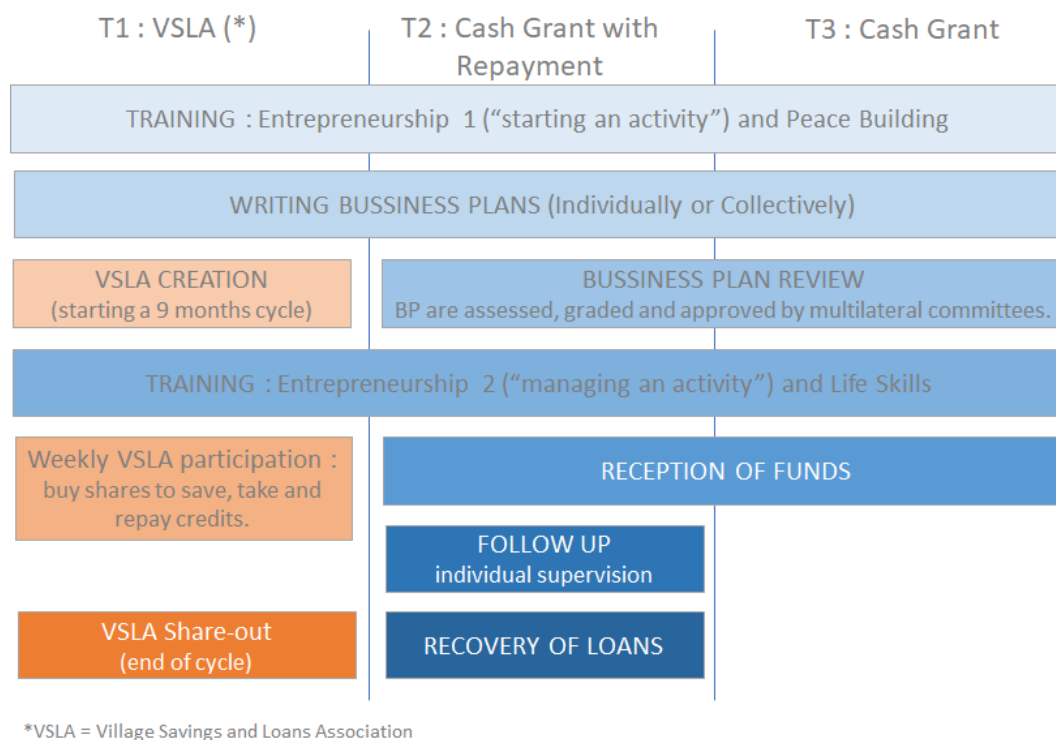 T1 : VSLA (*)
T2 : Cash Grant with
Repayment
T3 : Cash Grant
TRAINING : Entrepreneurship 1 (“starting an activity”) and Peace Building
WRITING BUSSINESS PLANS (Individually or Collectively)
VSLA CREATION
(starting a 9 months cycle)
BUSSINESS PLAN REVIEW
BP are assessed, graded and approved by multilateral committees.
TRAINING : Entrepreneurship 2 (“managing an activity”) and Life Skills
Weekly VSLA participation :
buy shares to save, take and
repay credits.
RECEPTION OF FUNDS
FOLLOW UP
individual supervision
VSLA Share-out
(end of cycle)
RECOVERY OF LOANS
*VSLA = Village Savings and Loans Association